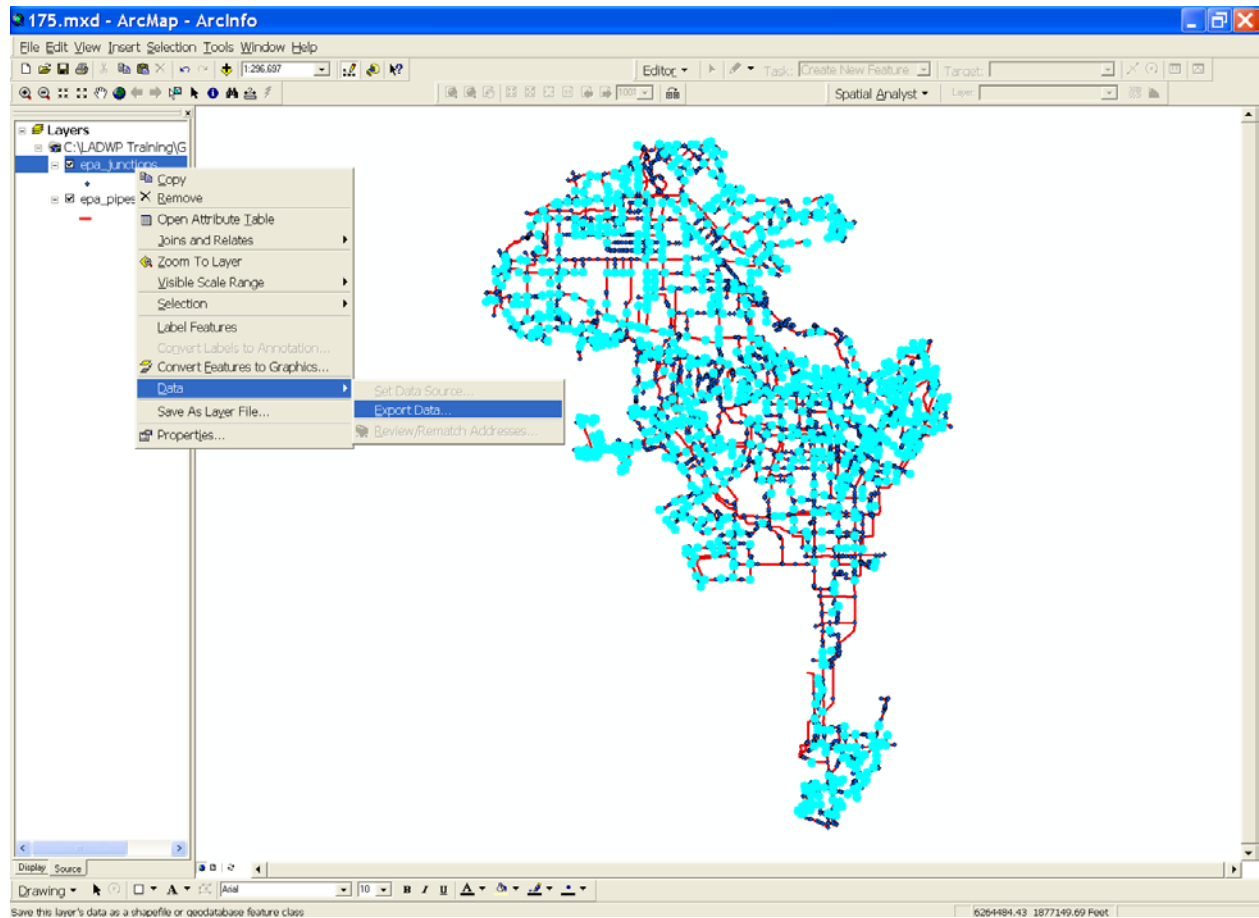 175.mxd - ArcMap - ArcInfo
File Edit View Insert Selection Tools Window Help
1:296,697
Editor
Task: Create New Feature
Target:
1001
Spatial Analyst
Layer:
Layers
C:\LADWP Training\G
epa_junctions
epa_pipes
Copy
Remove
Open Attribute Table
Joins and Relates
Zoom To Layer
Visible Scale Range
Selection
Label Features
Convert Labels to Annotation...
Convert Features to Graphics...
Data
Save As Layer File...
Properties...
Set Data Source...
Export Data...
Review/Rematch Addresses...
Display Source
Drawing
A
Arial
10
B I U A
Save this layer's data as a shapefile or geodatabase feature class
6264484.43 1877149.69 Feet